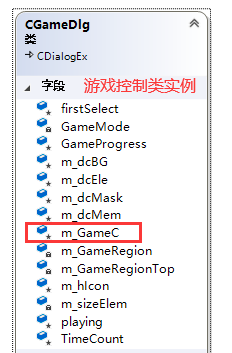 CGameDlg
类
CDialogEx
字段 游戏控制类实例
firstSelect
GameMode
GameProgress
m_dcBG
m_dcEle
m_dcMask
m_dcMem
m_GameC
m_GameRegion
m_GameRegionTop
m_hIcon
m_sizeElem
playing
TimeCount